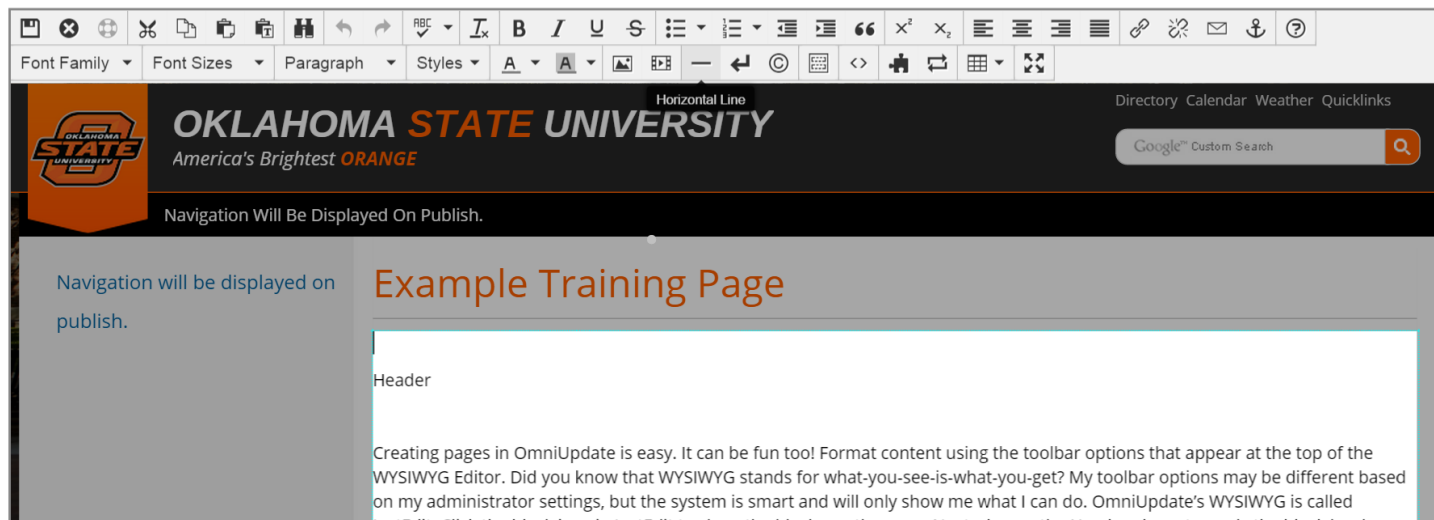 ABC
Font Family Font Sizes Paragraph Styles A A
Horizontal Line
Directory Calendar Weather Quicklinks
OKLAHOMA STATE UNIVERSITY
America's Brightest ORANGE
OKLAHOMA
STATE
UNIVERSITY
Google™ Custom Search
Navigation Will Be Displayed On Publish.
Navigation will be displayed on
publish.
Example Training Page
Header
Creating pages in OmniUpdate is easy. It can be fun too! Format content using the toolbar options that appear at the top of the
WYSIWYG Editor. Did you know that WYSIWYG stands for what-you-see-is-what-you-get? My toolbar options may be different based
on my administrator settings, but the system is smart and will only show me what I can do. OmniUpdate's WYSIWYG is called